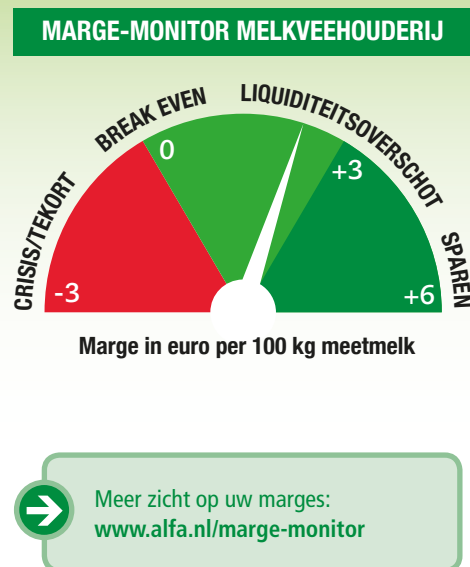 MARGE-MONITOR MELKVEEHOUDERIJ
CRISIS/TEKORT
BREAK EVEN
LIQUIDITEITSOVERSCHOT
SPAREN
-3
0
+3
+6
Marge in euro per 100 kg meetmelk
Meer zicht op uw marges:
www.alfa.nl/marge-monitor